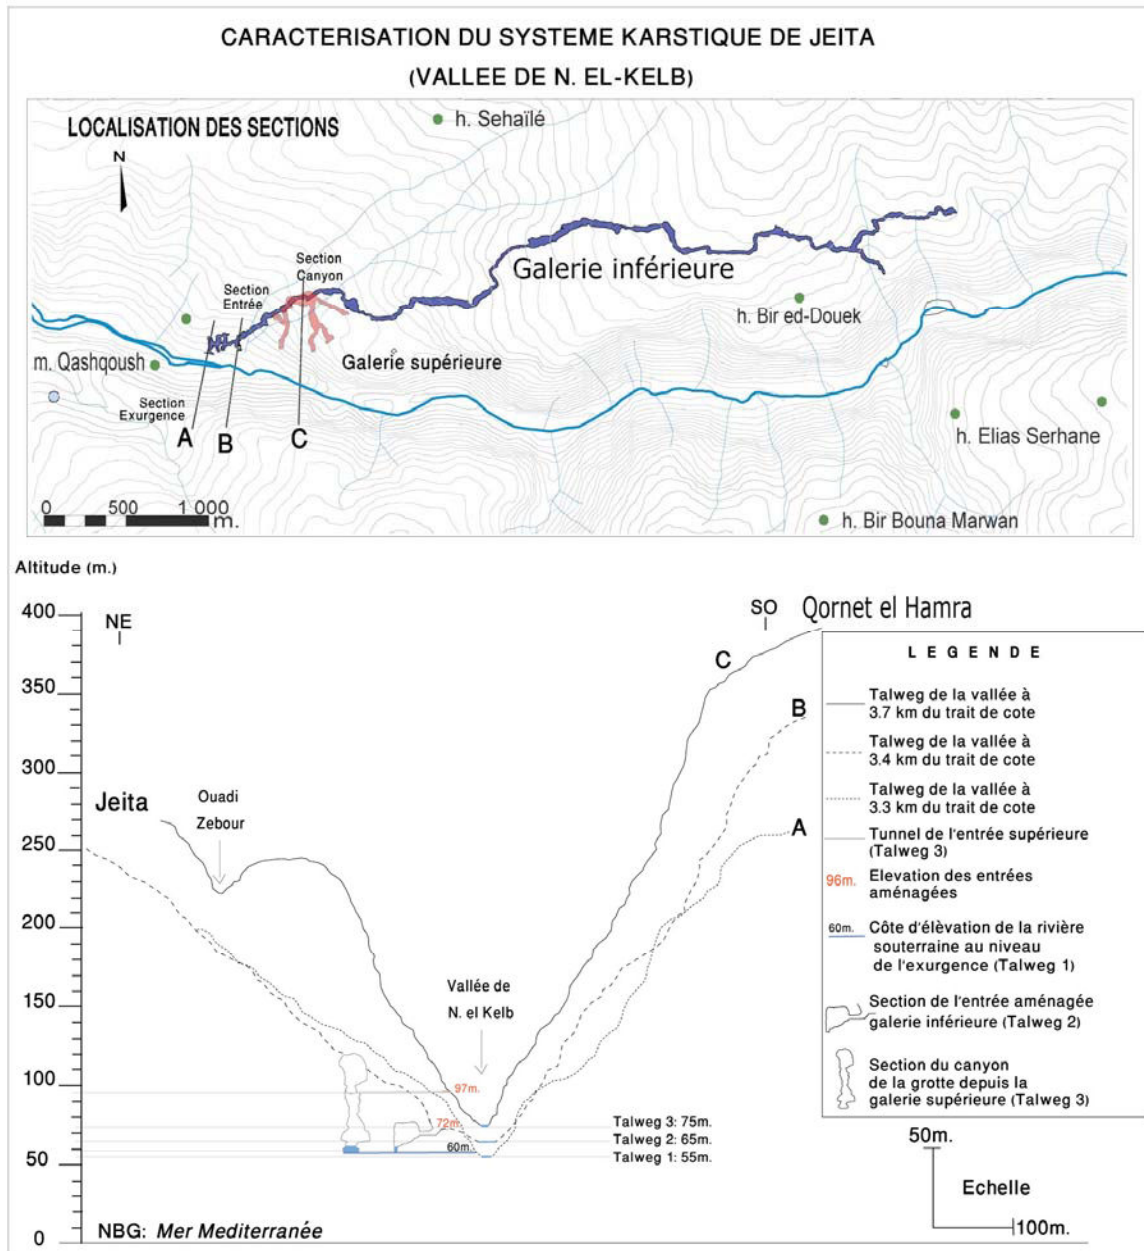 CARACTERISATION DU SYSTEME KARSTIQUE DE JEITA
(VALLEE DE N. EL-KELB)
LOCALISATION DES SECTIONS
h. Sehaïlé
N
Section
Canyon
Section
Entrée
Galerie inférieure
h. Bir ed-Douek
m. Qashqoush
Galerie supérieure
Section
Exurgence
A
B
C
h. Elias Serhane
0 500 1 000
m.
h. Bir Bouna Marwan
Altitude (m.)
400
NE
SO
Qornet el Hamra
350
300
250
200
150
100
50
0
C
B
A
Jeita
Ouadi
Zebour
Vallée de
N. el Kelb
97m.
72m.
60m.
Talweg 3: 75m.
Talweg 2: 65m.
Talweg 1: 55m.
NBG: Mer Mediterranée
LEGENDE
Talweg de la vallée à
3.7 km du trait de cote
Talweg de la vallée à
3.4 km du trait de cote
Talweg de la vallée à
3.3 km du trait de cote
Tunnel de l'entrée supérieure
(Talweg 3)
96m. Elevation des entrées
aménagées
60m. Côte d'élèvation de la rivière
souterraine au niveau
de l'exurgence (Talweg 1)
Section de l'entrée aménagée
galerie inférieure (Talweg 2)
Section du canyon
de la grotte depuis la
galerie supérieure (Talweg 3)
50m.
Echelle
100m.